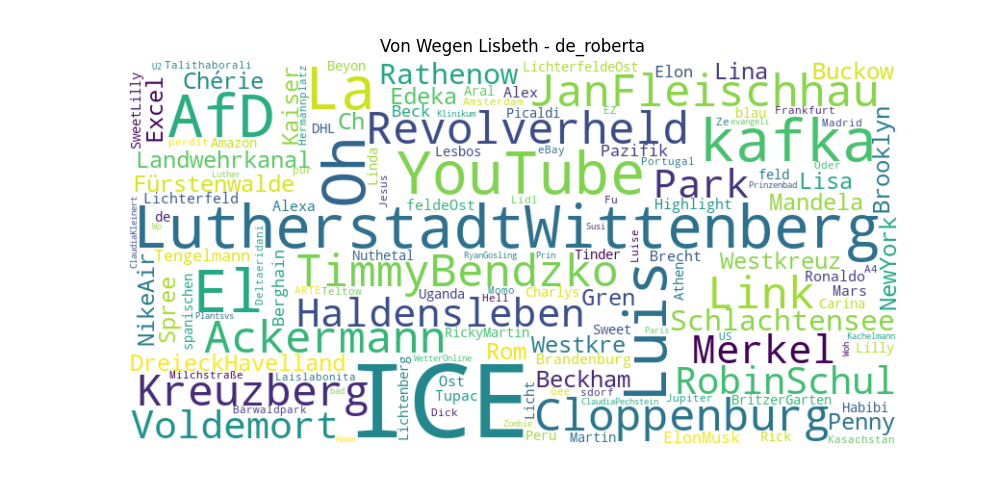 Von Wegen Lisbeth - de_roberta
U2 Talithaborali Beyon LichterfeldeOst Elon Lina Buckow
SweetLilly Excel AfD Chérie Kaiser Hermannplatz La Rathenow Edeka Aral Alex JanFleischhau
perdit Amazon DHL Ch Beck Klinikum Amsterdam Picaldi EZ blau Frankfurt Madrid
Oh Revolverheld Ze evangeli kafka Brooklyn
Landwehrkanal Luther pur Linda Lesbos eBay Pazifik Portugal Oder
Fürstenwalde Jesus YouTube Park feld Prinzenbad Lisa
Lichterfeld Alexa feldeOst Lidl Fu Highlight Mandela
ClaudiaKleinert de Wo LutherstadtWittenberg Susi NewYork
Tengelmann Deltaeridani Nuthetal RyanGosling Prin Tinder Luise Brecht Westkreuz
NikeAir Spree spanischen El Berghain TimmyBendzko Athen Ronaldo A4
ARTE Teltow Uganda Hell Momo Charlys Gren Luis Link Mars Carina
Plantsvs Haldensleben Schlachtensee
Ackermann RickyMartin Sweet Paris US Kachelmann
DreieckHavelland WetterOnline Rom Westkre Brandenburg Merkel Woh Lilly
Milchstraße Laislabonita ICE Ost Beckham RobinSchul
Kreuzberg bad Lichtenberg Tupac Licht Gee sdorf ClaudiaPechstein Jupiter BritzerGarten Habibi
Bärwaldpark Dick Cloppenburg Penny
Voldemort Hmm Zombie Peru Martin ElonMusk Rick Kasachstan